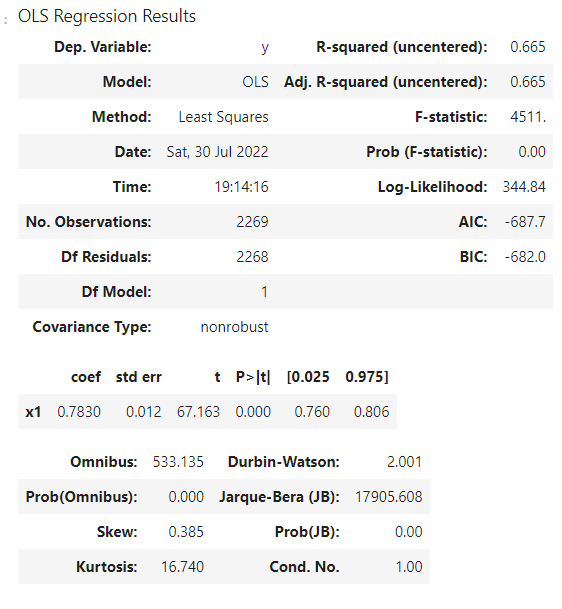 OLS Regression Results
Dep. Variable: y R-squared (uncentered): 0.665
Model: OLS Adj. R-squared (uncentered): 0.665
Method: Least Squares F-statistic: 4511.
Date: Sat, 30 Jul 2022 Prob (F-statistic): 0.00
Time: 19:14:16 Log-Likelihood: 344.84
No. Observations: 2269 AIC: -687.7
Df Residuals: 2268 BIC: -682.0
Df Model: 1
Covariance Type: nonrobust
coef std err t P>|t| [0.025 0.975]
x1 0.7830 0.012 67.163 0.000 0.760 0.806
Omnibus: 533.135 Durbin-Watson: 2.001
Prob(Omnibus): 0.000 Jarque-Bera (JB): 17905.608
Skew: 0.385 Prob(JB): 0.00
Kurtosis: 16.740 Cond. No. 1.00